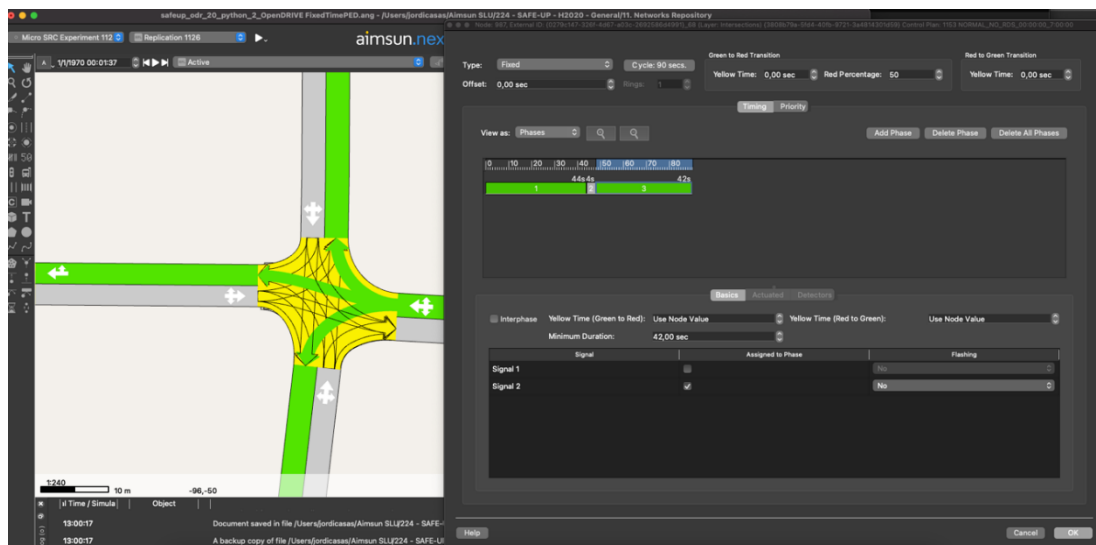 safeup_odr_20_python_2_OpenDRIVE FixedTimePED.ang - /Users/jordicasas/Aimsun SLU/224 - SAFE-UP - H2020 - General/11. Networks Repository
Micro SRC Experiment 112
Replication 1126
aimsun.next
1/1/1970 00:01:37
Active
1:240
10 m
-96,-50
Object
13:00:17
Document saved in file /Users/jordicasas/Aimsun SLU/224 - SAFE-
13:00:17
A backup copy of file /Users/jordicasas/Aimsun SLU/224 - SAFE-U
Type:
Fixed
Cycle: 90 secs.
Offset:
0,00 sec
Rings:
1
Green to Red Transition
Yellow Time:
0,00 sec
Red Percentage:
50
Red to Green Transition
Yellow Time:
0,00 sec
Timing
Priority
View as:
Phases
Add Phase
Delete Phase
Delete All Phases
|0 |10 |20 |30 |40 |50 |60 |70 |80
44s 4s 42s
1 2 3
Basics
Actuated
Detectors
Interphase
Yellow Time (Green to Red):
Use Node Value
Yellow Time (Red to Green):
Use Node Value
Minimum Duration:
42,00 sec
Signal
Assigned to Phase
Flashing
Signal 1
No
Signal 2
No
Help
Cancel
OK